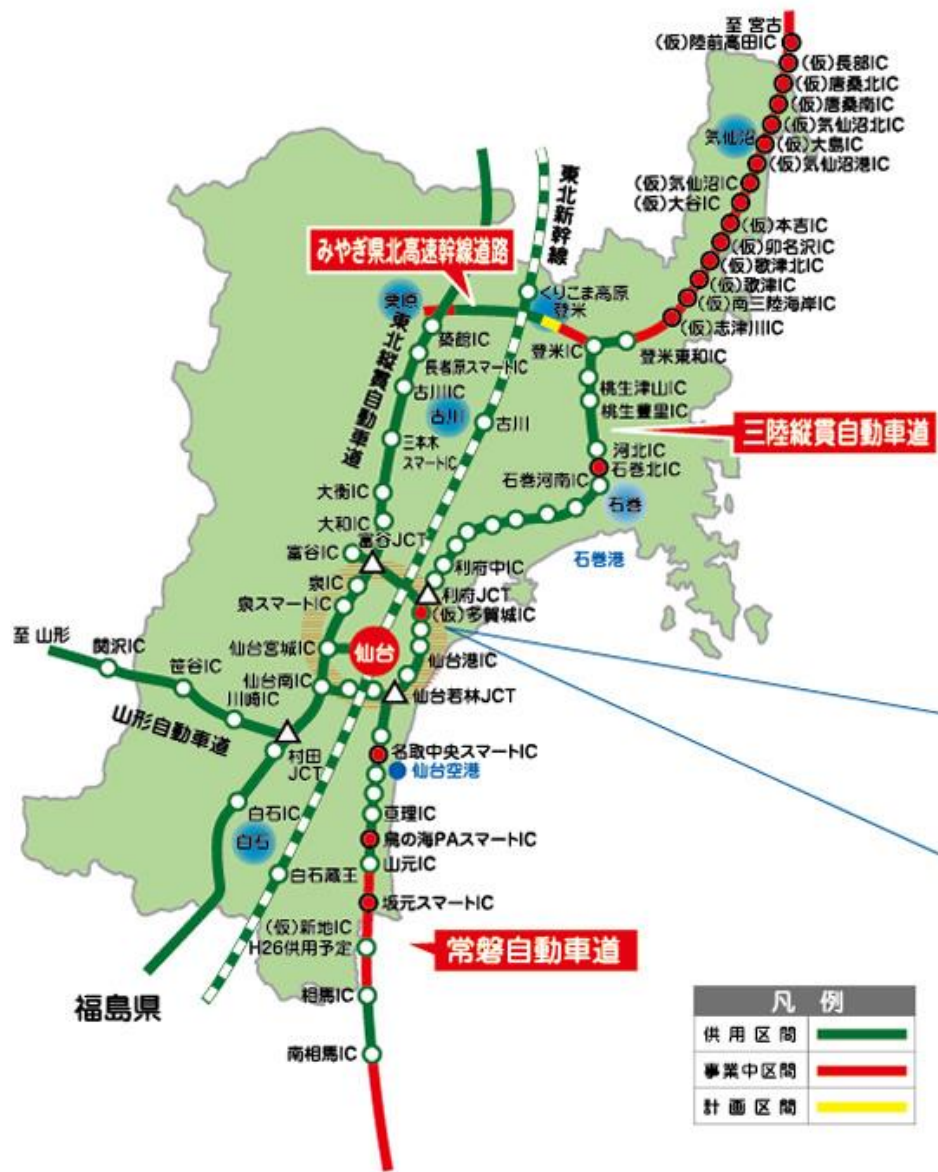 至 宮古
(仮)陸前高田IC
(仮)長部IC
(仮)唐桑北IC
(仮)唐桑南IC
(仮)気仙沼北IC
気仙沼
(仮)大島IC
(仮)気仙沼港IC
(仮)気仙沼IC
(仮)大谷IC
(仮)本吉IC
(仮)卯名沢IC
(仮)歌津北IC
(仮)歌津IC
(仮)南三陸海岸IC
(仮)志津川IC
東北新幹線
みやぎ県北高速幹線道路
くりこま高原
栗原
登米
築館IC
登米IC
登米東和IC
長者原スマートIC
東北縦貫自動車道
古川IC
古川
古川
桃生津山IC
桃生豊里IC
三陸縦貫自動車道
三本木
スマートIC
河北IC
石巻北IC
石巻河南IC
石巻
大衡IC
大和IC
富谷JCT
富谷IC
石巻港
利府中IC
泉IC
利府JCT
泉スマートIC
(仮)多賀城IC
至 山形
関沢IC
仙台宮城IC
仙台
仙台港IC
笹谷IC
仙台南IC
川崎IC
仙台若林JCT
山形自動車道
村田
JCT
名取中央スマートIC
仙台空港
白石IC
亘理IC
白石
鳥の海PAスマートIC
白石蔵王
山元IC
坂元スマートIC
(仮)新地IC
H26供用予定
常磐自動車道
福島県
相馬IC
南相馬IC
凡 例
供用区間
事業中区間
計画区間